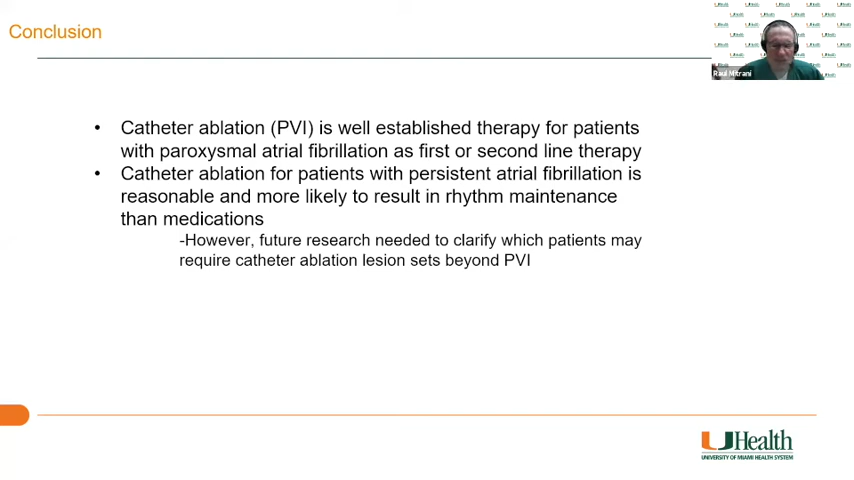 Conclusion
• Catheter ablation (PVI) is well established therapy for patients
with paroxysmal atrial fibrillation as first or second line therapy
• Catheter ablation for patients with persistent atrial fibrillation is
reasonable and more likely to result in rhythm maintenance
than medications
-However, future research needed to clarify which patients may
require catheter ablation lesion sets beyond PVI
Raul Mitrani
UHealth
UNIVERSITY OF MIAMI HEALTH SYSTEM